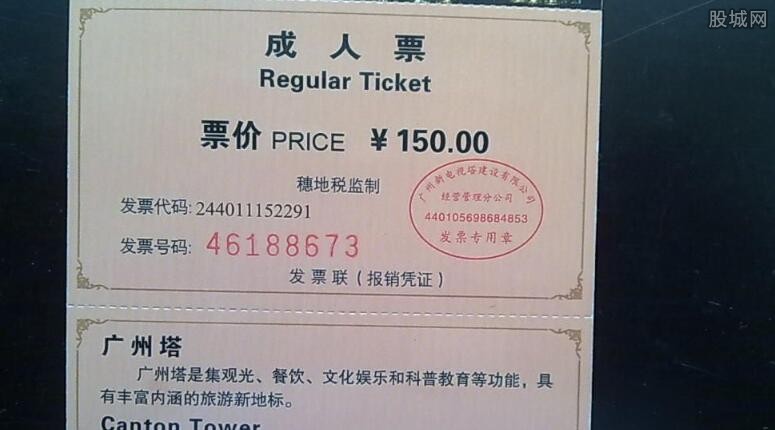 股城网
成人票
Regular Ticket
票价 PRICE ¥150.00
穗地税监制
发票代码: 244011152291
发票号码: 46188673
广州新电视塔建设有限公司
经营管理分公司
440105698684853
发票专用章
发票联(报销凭证)
广州塔
广州塔是集观光、餐饮、文化娱乐和科普教育等功能,具
有丰富内涵的旅游新地标。
Canton Tower